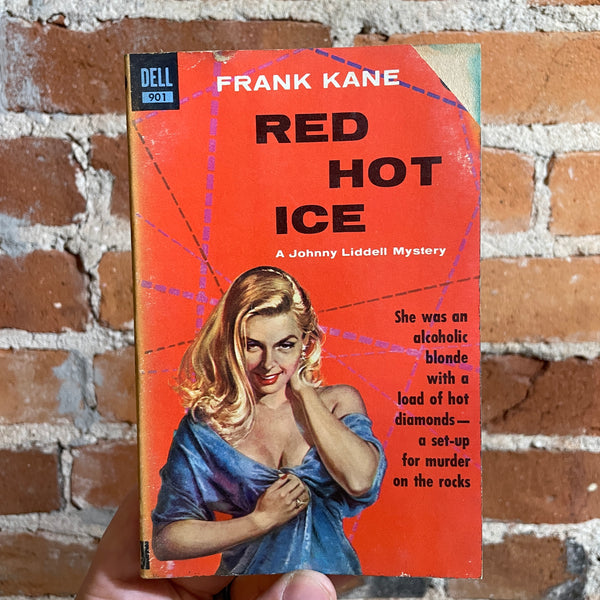 DELL
901
FRANK KANE
RED
HOT
ICE
A Johnny Liddell Mystery
She was an
alcoholic
blonde
with a
load of hot
diamonds—
a set-up
for murder
on the rocks